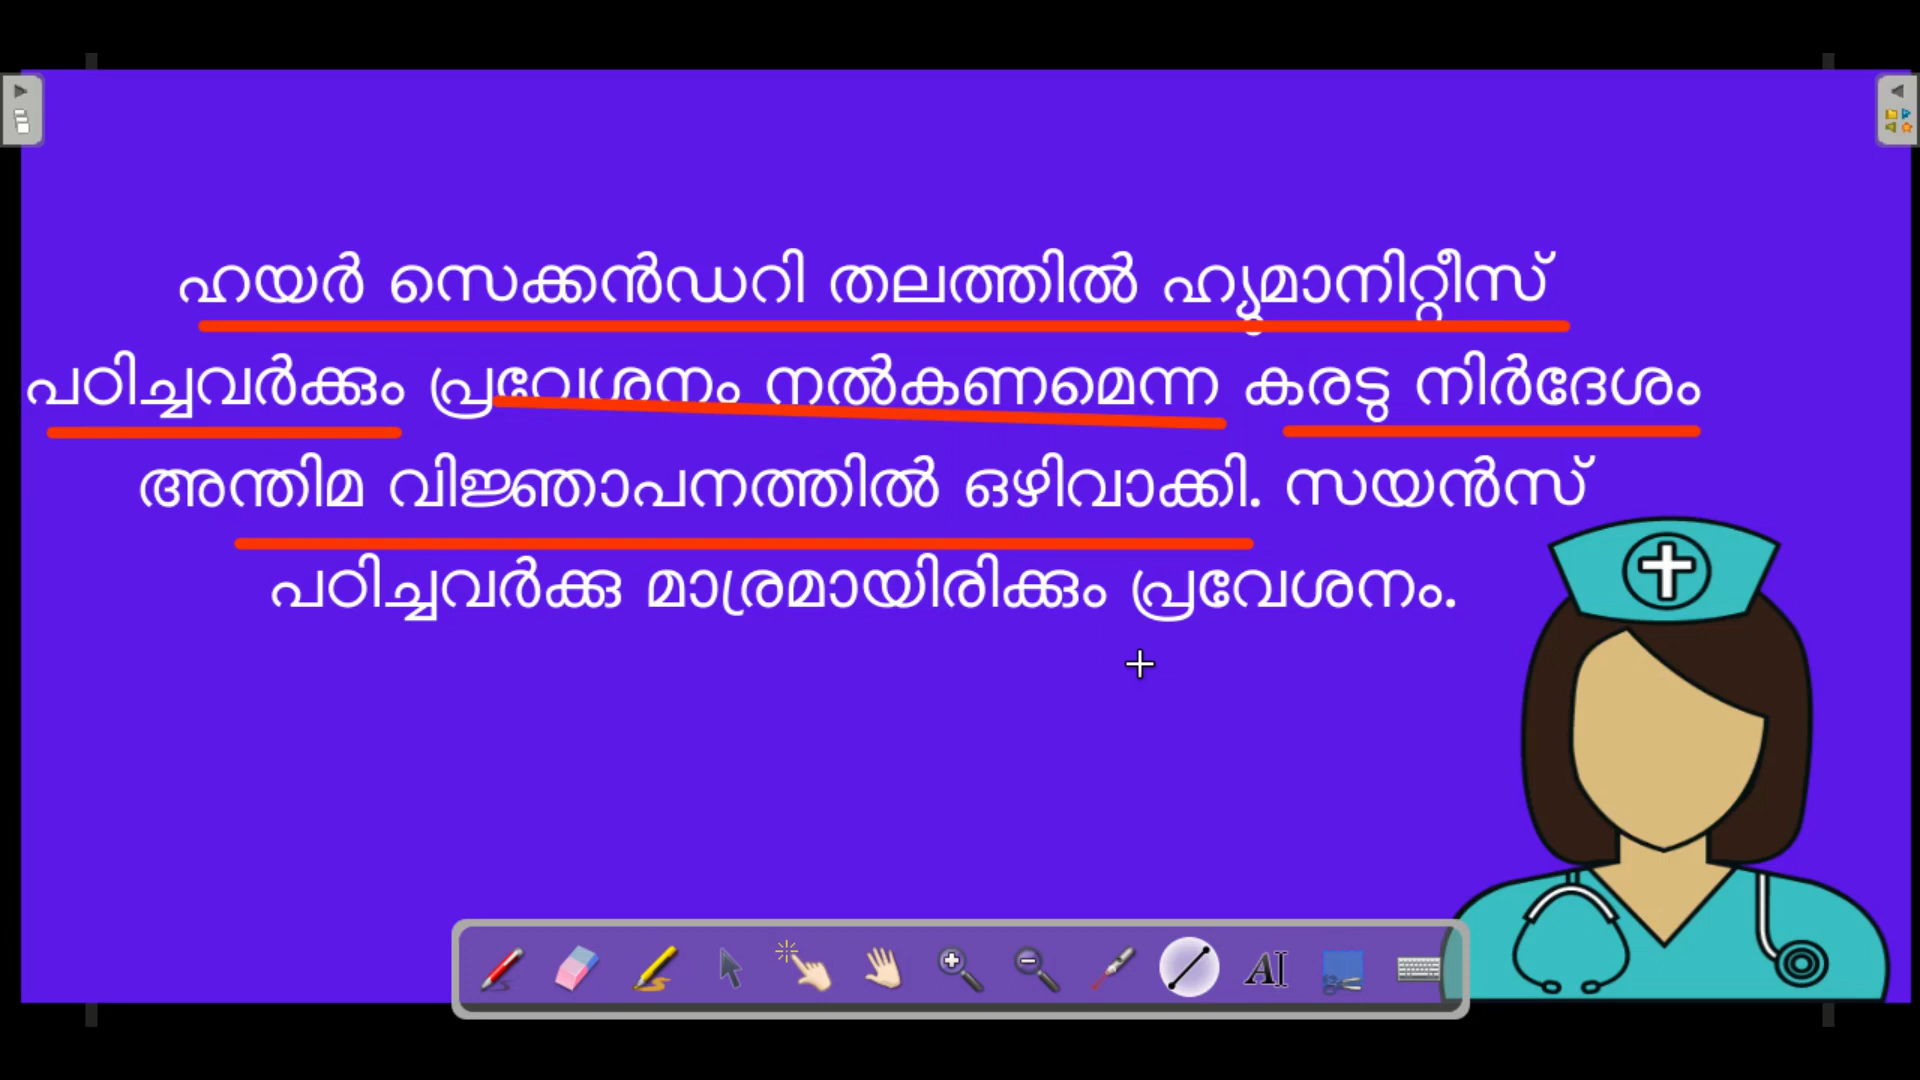 ഹയർ സെക്കൻഡറി തലത്തിൽ ഹ്യുമാനിറ്റീസ്
പഠിച്ചവർക്കും പ്രവേശനം നൽകണമെന്ന കരടു നിർദേശം
അന്തിമ വിജ്ഞാപനത്തിൽ ഒഴിവാക്കി. സയൻസ്
പഠിച്ചവർക്കു മാത്രമായിരിക്കും പ്രവേശനം.
AI